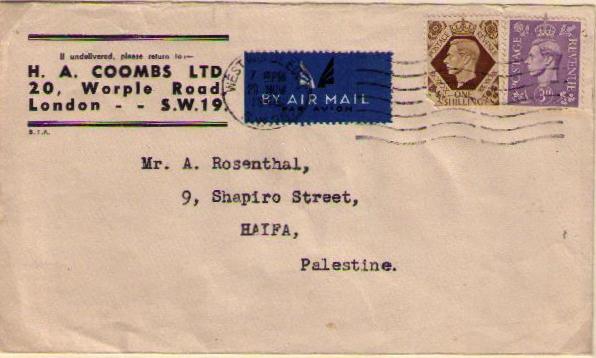 If undelivered, please return to:—
H. A. COOMBS LTD
20, Worple Road
London - - S.W.19
B.T.A.
BY AIR MAIL
PAR AVION
POSTAGE REVENUE
ONE
SHILLING
POSTAGE REVENUE
3D
Mr. A. Rosenthal,
9, Shapiro Street,
HAIFA,
Palestine.